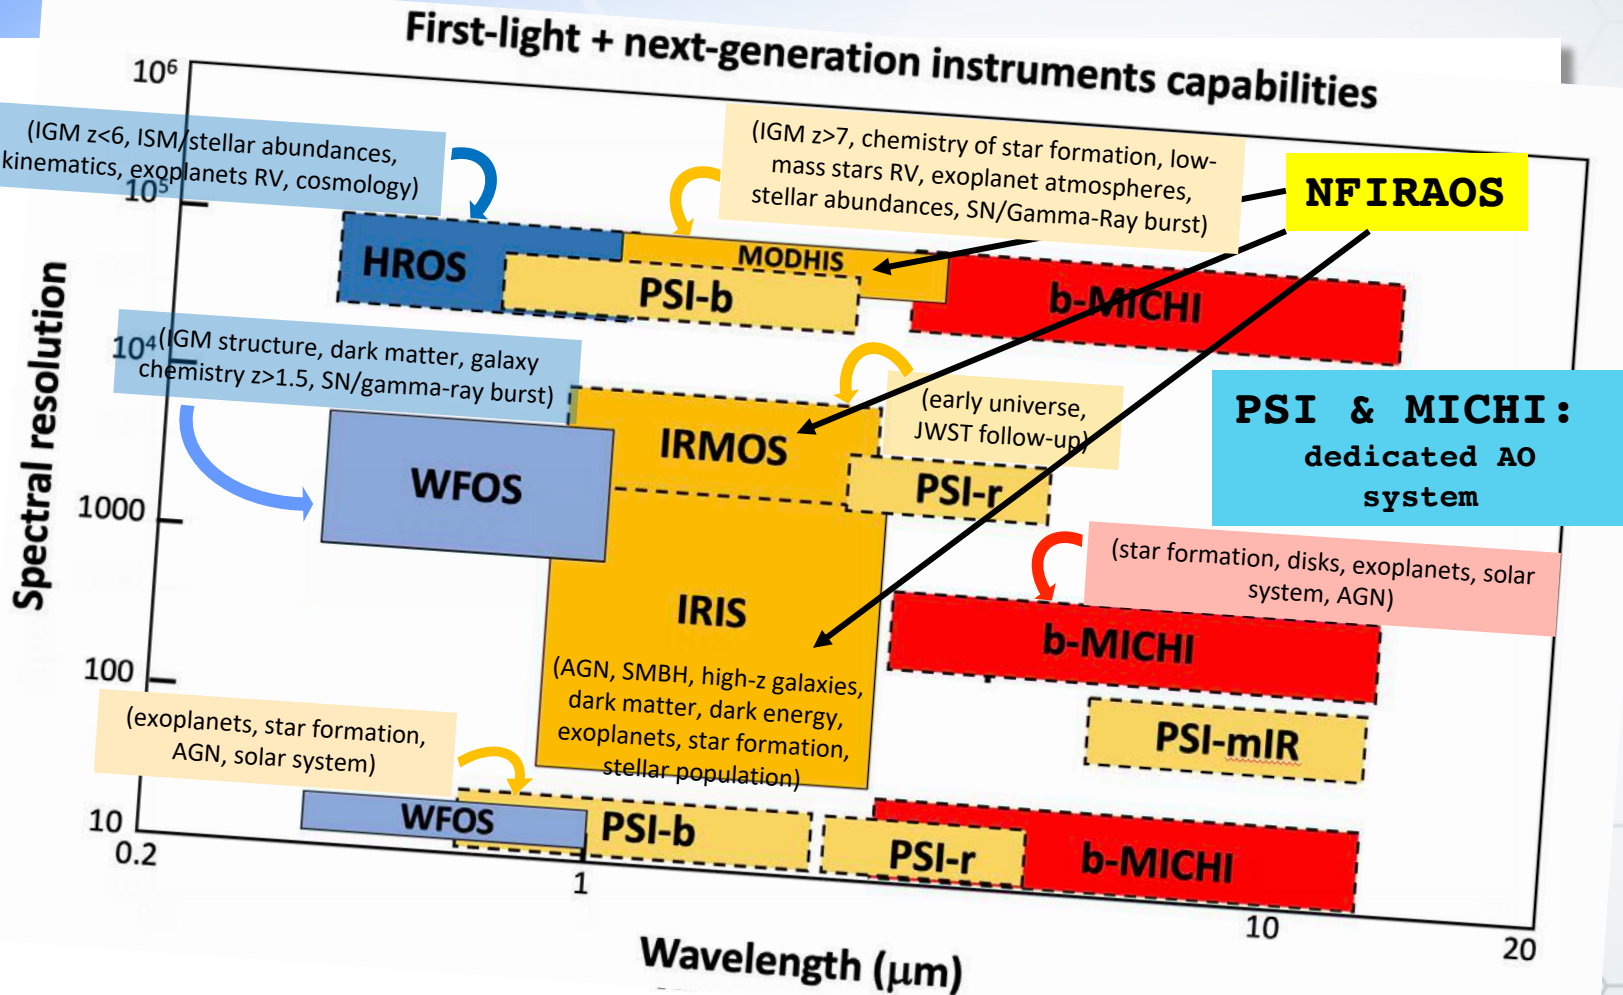 First-light + next-generation instruments capabilities
10⁶
(IGM z<6, ISM/stellar abundances,
kinematics, exoplanets RV, cosmology)
(IGM z>7, chemistry of star formation, low-
mass stars RV, exoplanet atmospheres,
stellar abundances, SN/Gamma-Ray burst)
NFIRAOS
10⁵
HROS
MODHIS
PSI-b
b-MICHI
10⁴
(IGM structure, dark matter, galaxy
chemistry z>1.5, SN/gamma-ray burst)
(early universe,
JWST follow-up)
PSI & MICHI:
dedicated AO
system
IRMOS
WFOS
PSI-r
Spectral resolution
1000
(star formation, disks, exoplanets, solar
system, AGN)
IRIS
b-MICHI
(AGN, SMBH, high-z galaxies,
dark matter, dark energy,
exoplanets, star formation,
stellar population)
100
(exoplanets, star formation,
AGN, solar system)
PSI-mIR
10
WFOS
PSI-b
PSI-r
b-MICHI
0.2
1
10
20
Wavelength (μm)